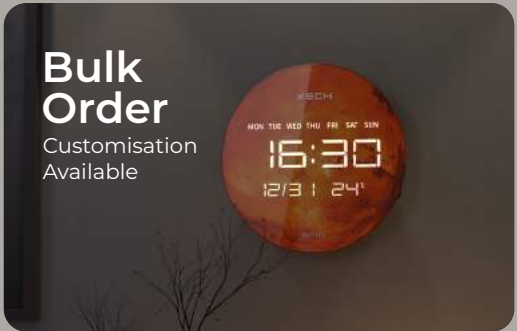 Bulk
Order
Customisation
Available
XECH
MON TUE WED THU FRI SAT SUN
16:30
12/31 24°